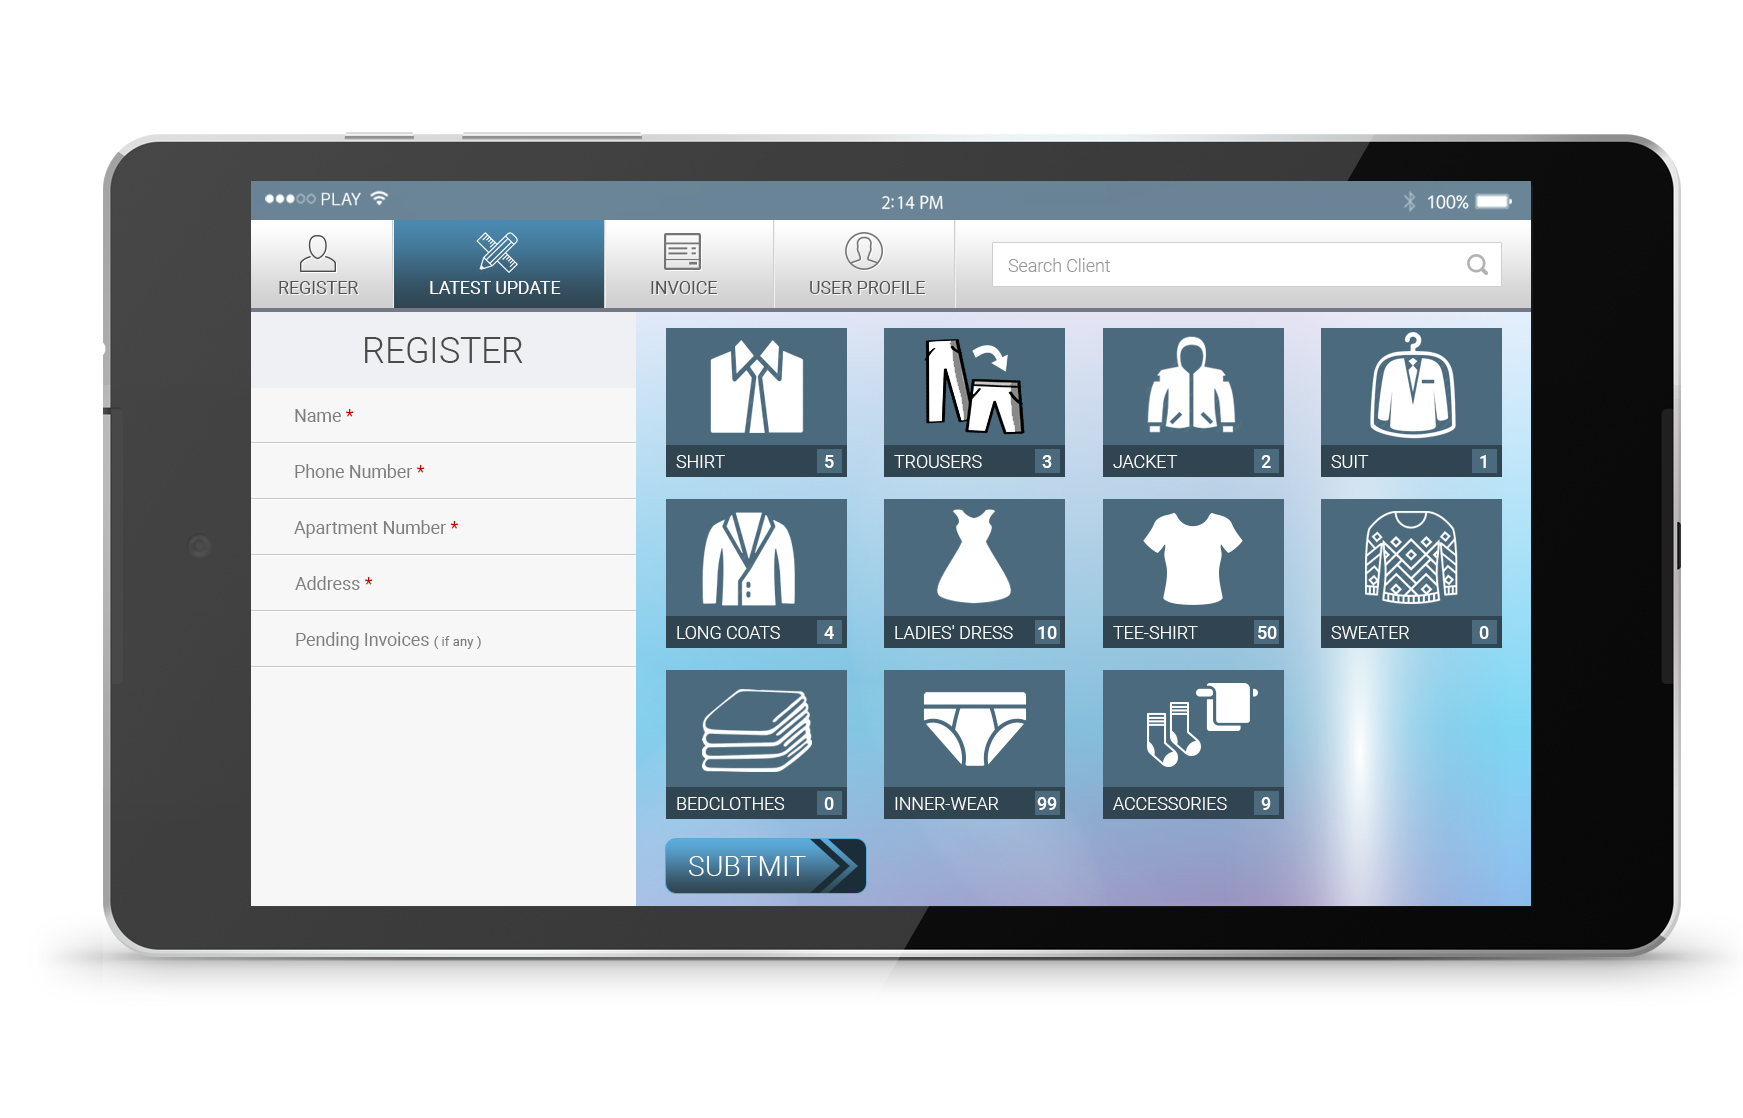 PLAY
2:14 PM
100%
REGISTER
LATEST UPDATE
INVOICE
USER PROFILE
Search Client
REGISTER
Name *
Phone Number *
Apartment Number *
Address *
Pending Invoices ( if any )
SHIRT 5
TROUSERS 3
JACKET 2
SUIT 1
LONG COATS 4
LADIES' DRESS 10
TEE-SHIRT 50
SWEATER 0
BEDCLOTHES 0
INNER-WEAR 99
ACCESSORIES 9
SUBTMIT